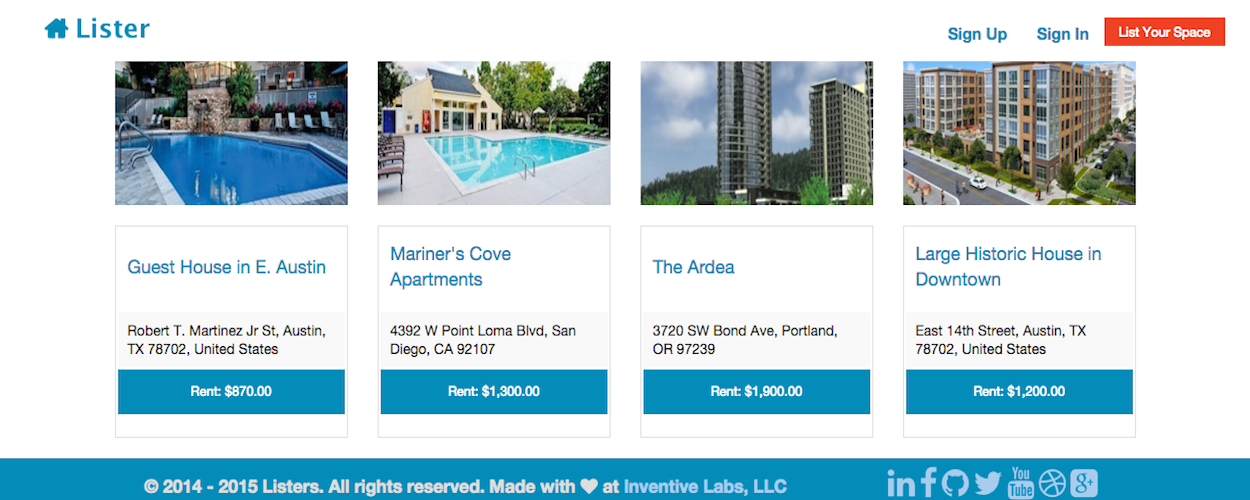 Lister
Sign Up
Sign In
List Your Space
Guest House in E. Austin
Robert T. Martinez Jr St, Austin,
TX 78702, United States
Rent: $870.00
Mariner's Cove
Apartments
4392 W Point Loma Blvd, San
Diego, CA 92107
Rent: $1,300.00
The Ardea
3720 SW Bond Ave, Portland,
OR 97239
Rent: $1,900.00
Large Historic House in
Downtown
East 14th Street, Austin, TX
78702, United States
Rent: $1,200.00
© 2014 - 2015 Listers. All rights reserved. Made with ♥ at Inventive Labs, LLC
in
f
You
Tube
g+